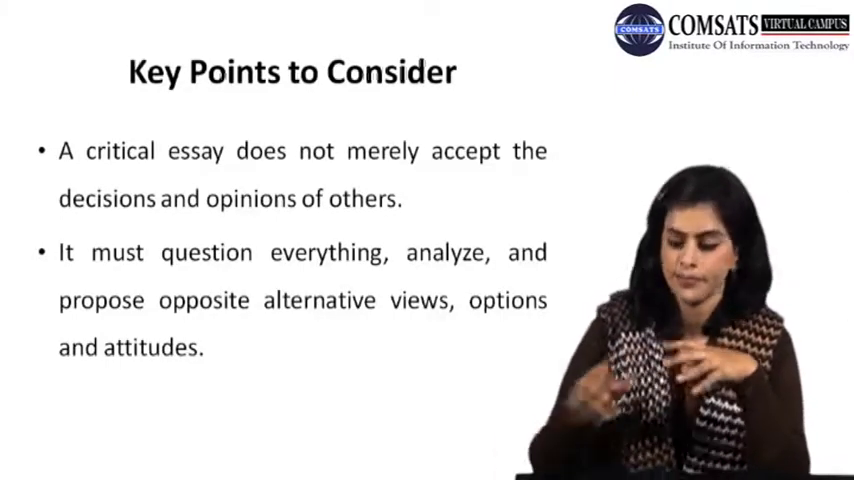 COMSATS VIRTUAL CAMPUS
Institute Of Information Technology
COMSATS
Key Points to Consider
• A critical essay does not merely accept the
decisions and opinions of others.
• It must question everything, analyze, and
propose opposite alternative views, options
and attitudes.